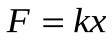 F = kx